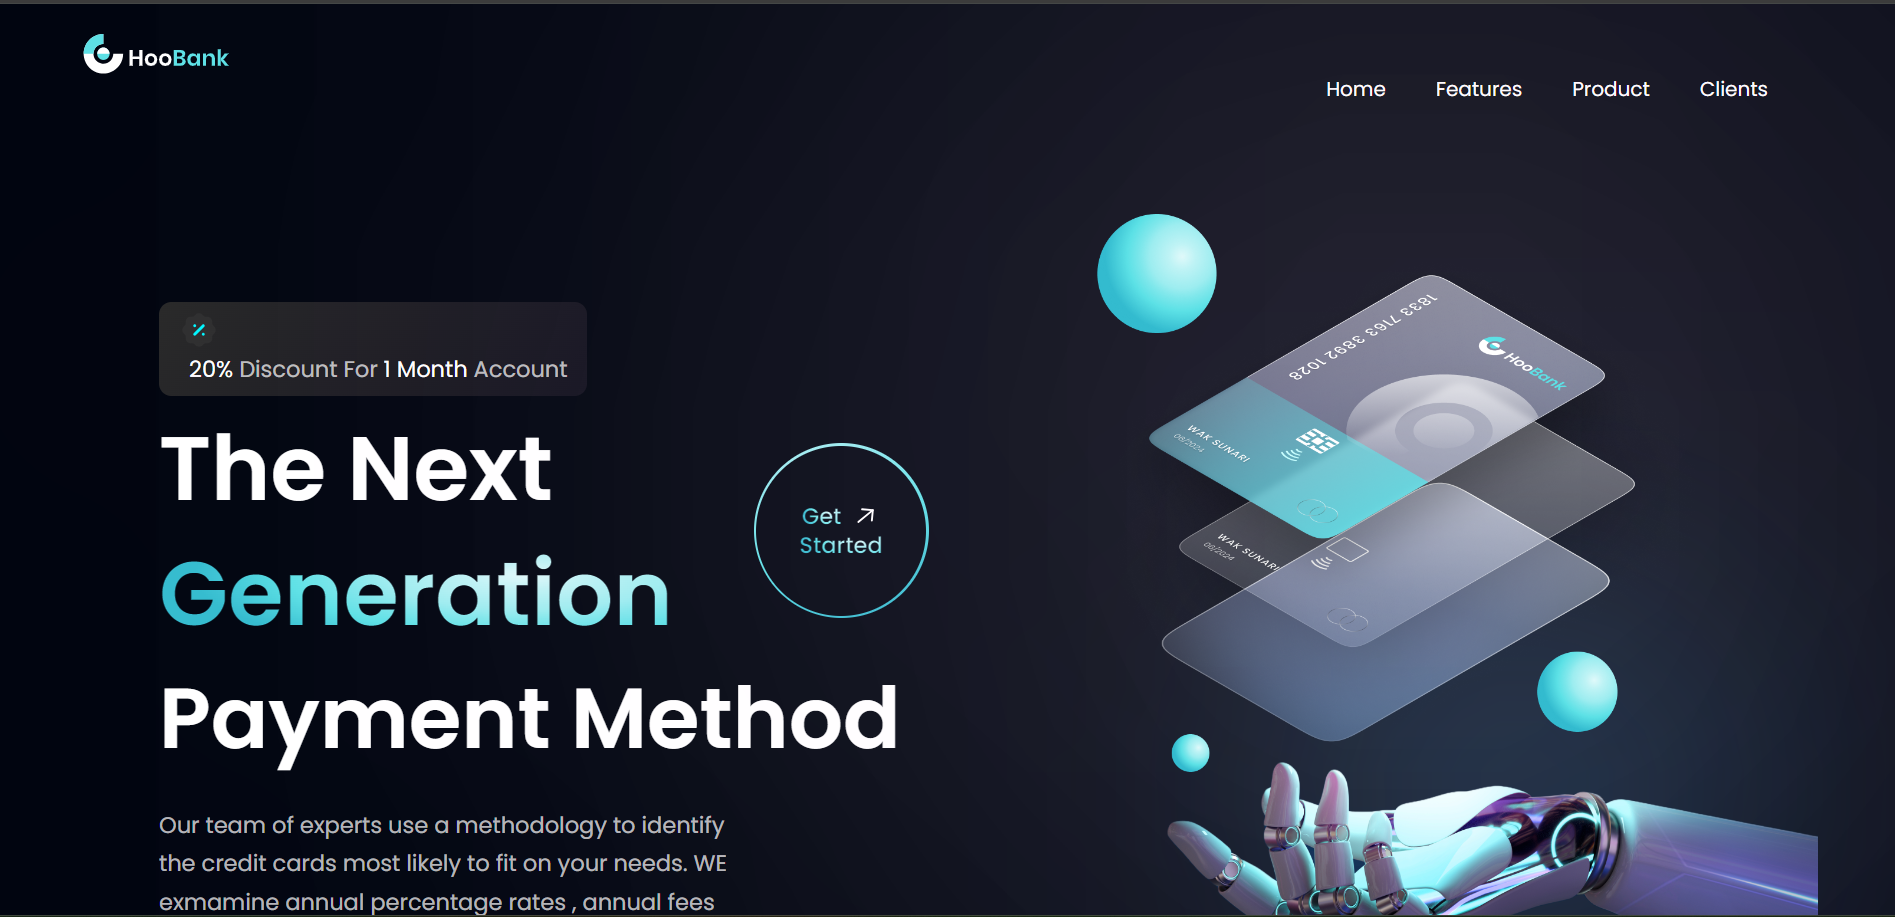 HooBank
Home Features Product Clients
20% Discount For 1 Month Account
The Next
Generation
Payment Method
Get
Started
Our team of experts use a methodology to identify
the credit cards most likely to fit on your needs. WE
exmamine annual percentage rates , annual fees
1833 7163 3892 1028
HooBank
WAK SUNARI
08/2024
WAK SUNARI
08/2024